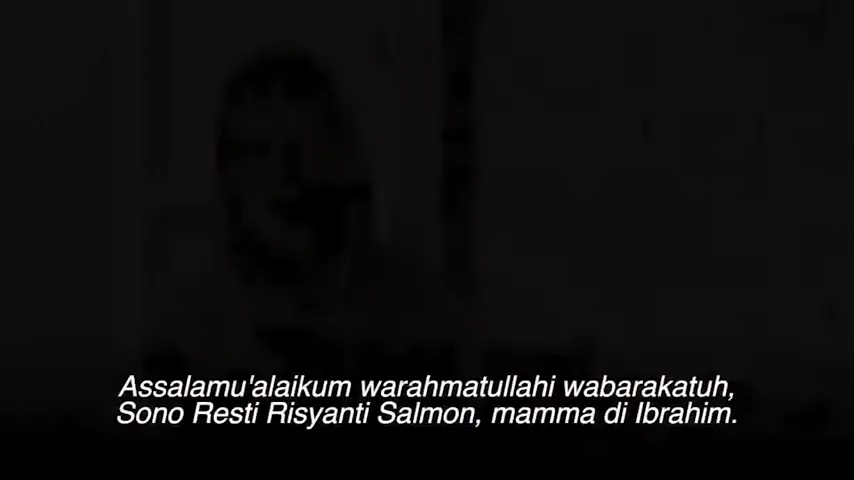 Assalamu'alaikum warahmatullahi wabarakatuh,
Sono Resti Risyanti Salmon, mamma di Ibrahim.